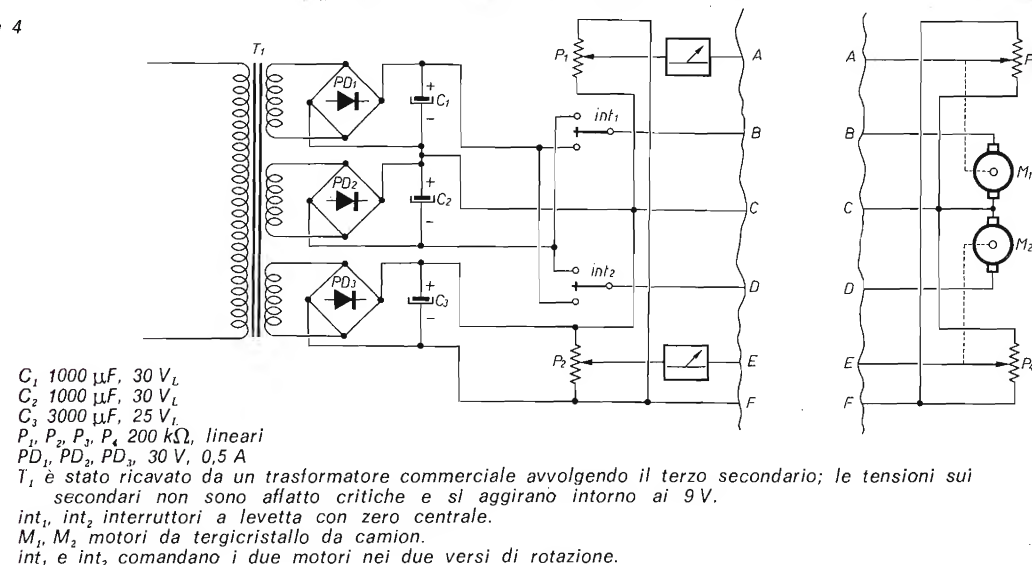 4
T1
PD1
PD2
PD3
+
C1
-
+
C2
-
+
C3
-
P1
int1
int2
P2
A
B
C
D
E
F
A
B
C
D
E
F
M1
M2
C1 1000 µF, 30 VL
C2 1000 µF, 30 VL
C3 3000 µF, 25 VL
P1, P2, P3, P4 200 kΩ, lineari
PD1, PD2, PD3, 30 V, 0,5 A
T1 è stato ricavato da un trasformatore commerciale avvolgendo il terzo secondario; le tensioni sui
secondari non sono affatto critiche e si aggirano intorno ai 9 V.
int1, int2 interruttori a levetta con zero centrale.
M1, M2 motori da tergicristallo da camion.
int1 e int2 comandano i due motori nei due versi di rotazione.